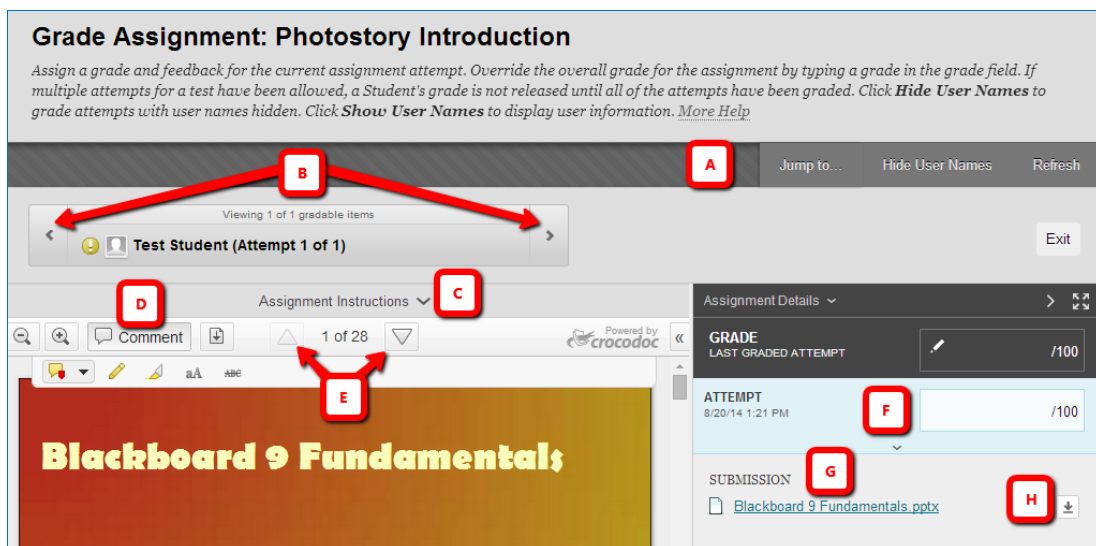 Grade Assignment: Photostory Introduction
Assign a grade and feedback for the current assignment attempt. Override the overall grade for the assignment by typing a grade in the grade field. If
multiple attempts for a test have been allowed, a Student's grade is not released until all of the attempts have been graded. Click Hide User Names to
grade attempts with user names hidden. Click Show User Names to display user information. More Help
A
Jump to...
Hide User Names
Refresh
B
Viewing 1 of 1 gradable items
Test Student (Attempt 1 of 1)
Exit
D
Assignment Instructions
C
Comment
1 of 28
Powered by
crocodoc
aA
ABC
E
Blackboard 9 Fundamentals
Assignment Details
GRADE
LAST GRADED ATTEMPT
/100
ATTEMPT
8/20/14 1:21 PM
F
/100
SUBMISSION
G
Blackboard 9 Fundamentals.pptx
H